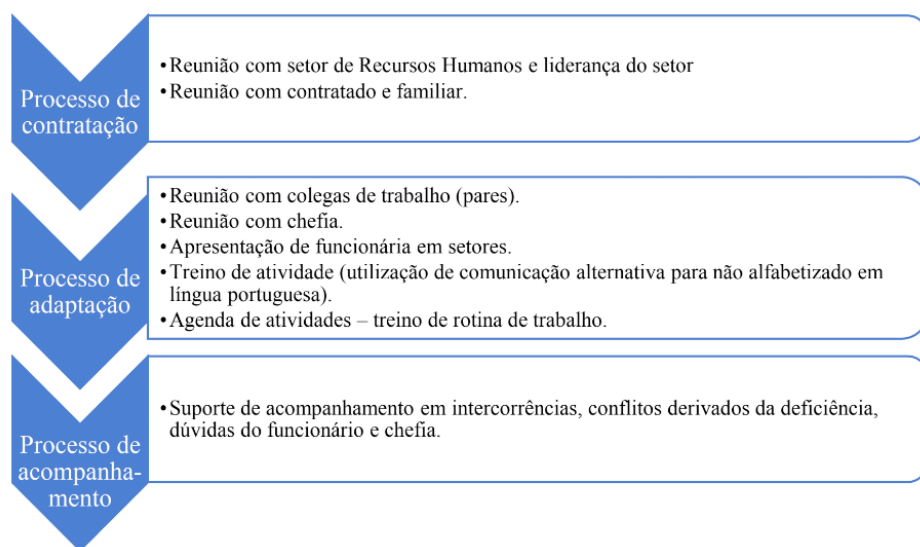 Processo de
contratação
•Reunião com setor de Recursos Humanos e liderança do setor
•Reunião com contratado e familiar.
Processo de
adaptação
•Reunião com colegas de trabalho (pares).
•Reunião com chefia.
•Apresentação de funcionária em setores.
•Treino de atividade (utilização de comunicação alternativa para não alfabetizado em
língua portuguesa).
•Agenda de atividades – treino de rotina de trabalho.
Processo de
acompanha-
mento
•Suporte de acompanhamento em intercorrências, conflitos derivados da deficiência,
dúvidas do funcionário e chefia.